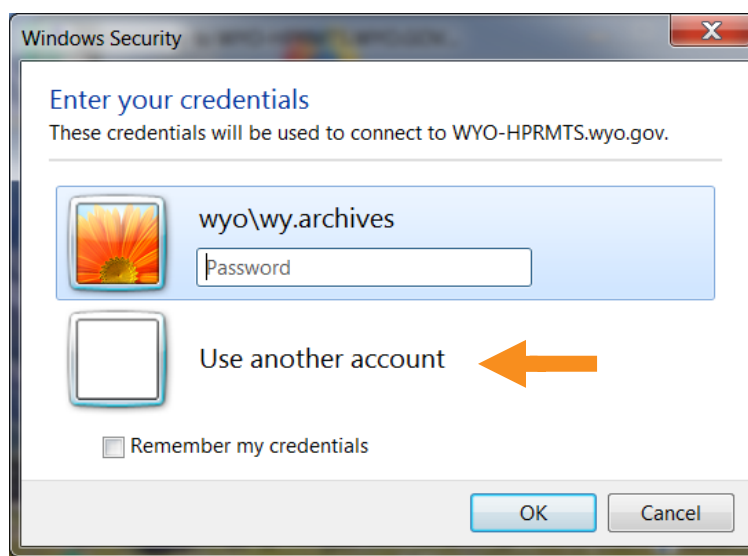 Windows Security
Enter your credentials
These credentials will be used to connect to WYO-HPRMTS.wyo.gov.
wyo\wy.archives
Password
Use another account
Remember my credentials
OK
Cancel